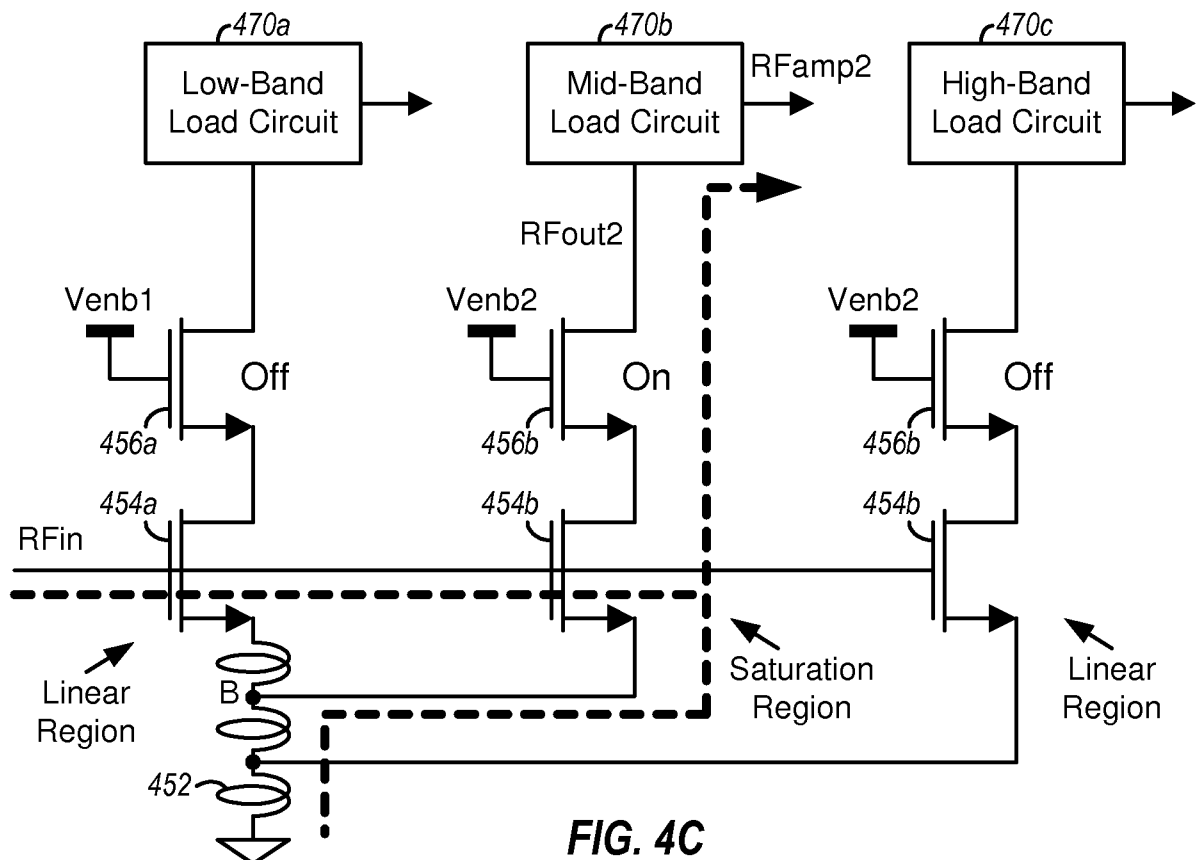 470a
470b
470c
Low-Band
Load Circuit
Mid-Band
Load Circuit
RFamp2
High-Band
Load Circuit
RFout2
Venb1
Venb2
Venb2
Off
On
Off
456a
456b
456b
454a
454b
454b
RFin
Linear
Region
B
Saturation
Region
Linear
Region
452
FIG. 4C